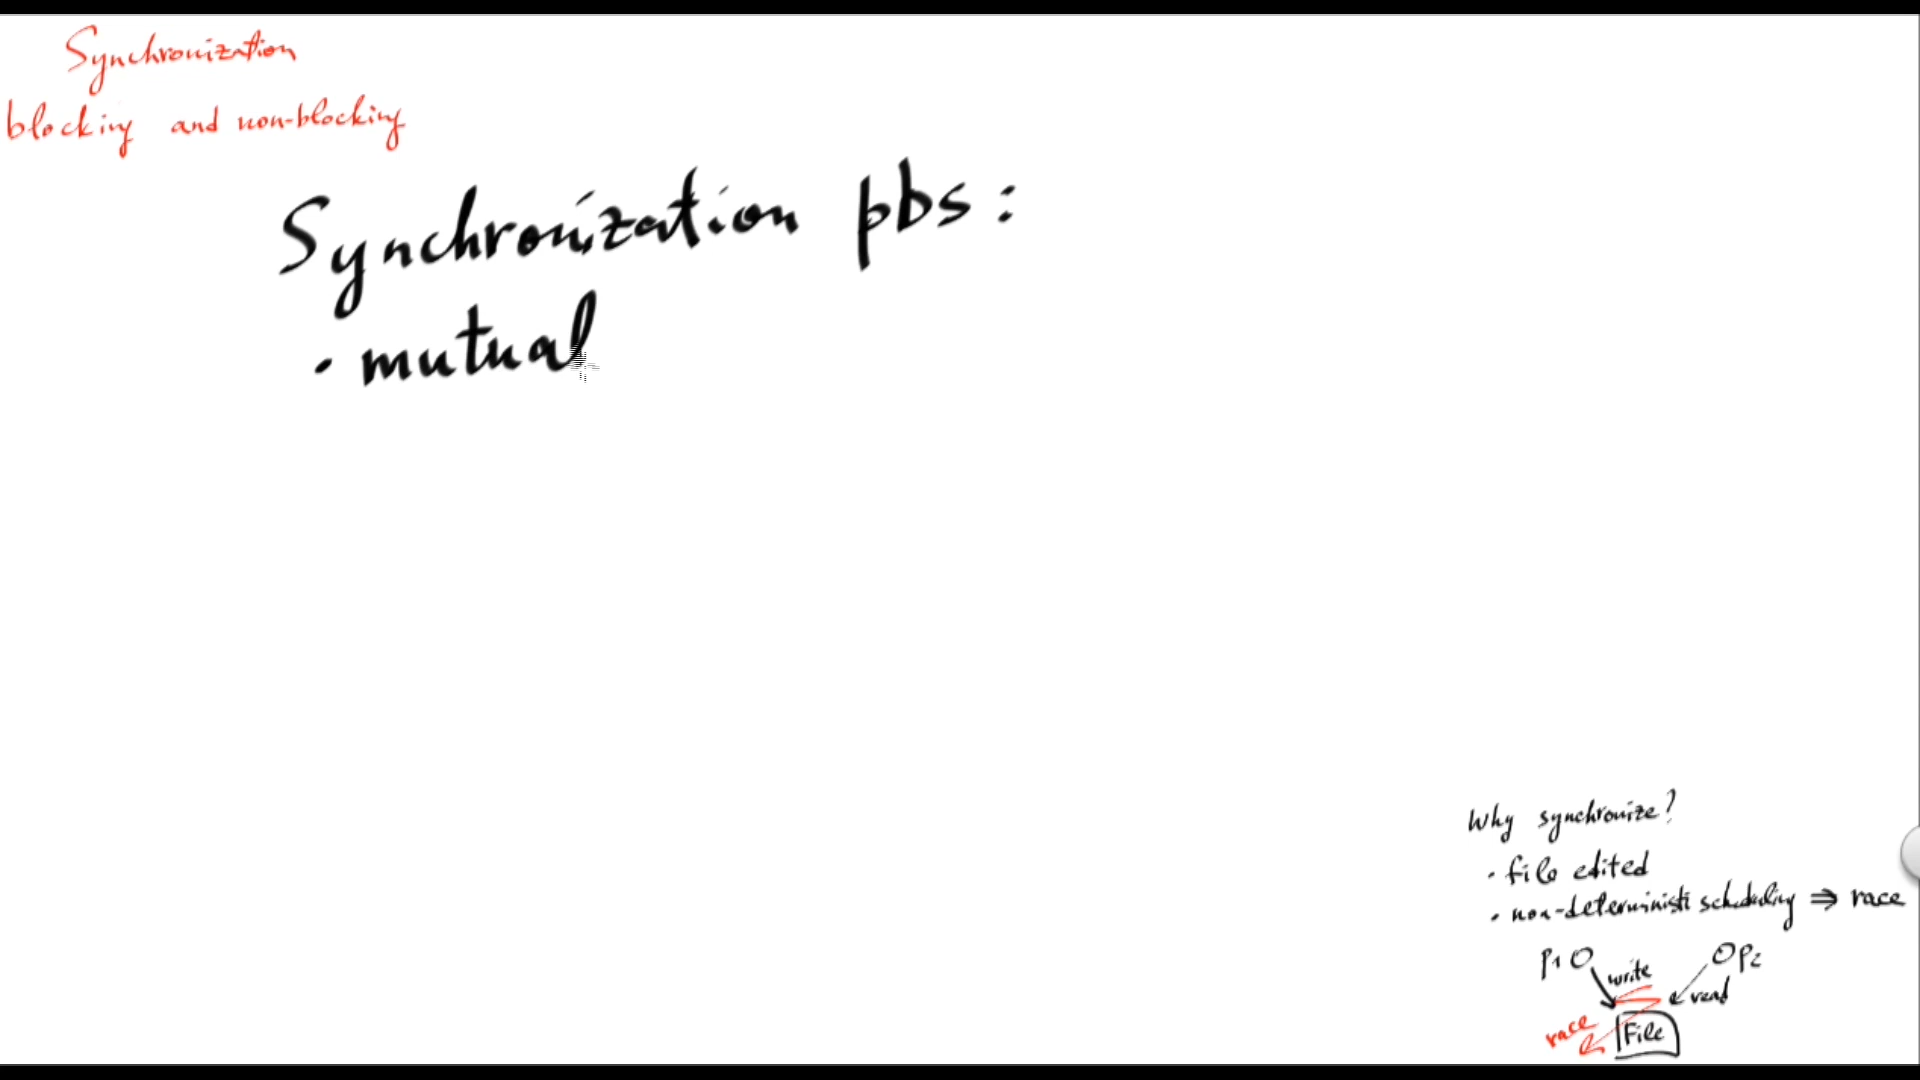 Synchronization
blocking and non-blocking
Synchronization pbs:
• mutual
Why synchronize?
• file edited
• non-deterministi scheduling ⇒ race
P1 P2
write
read
race
File